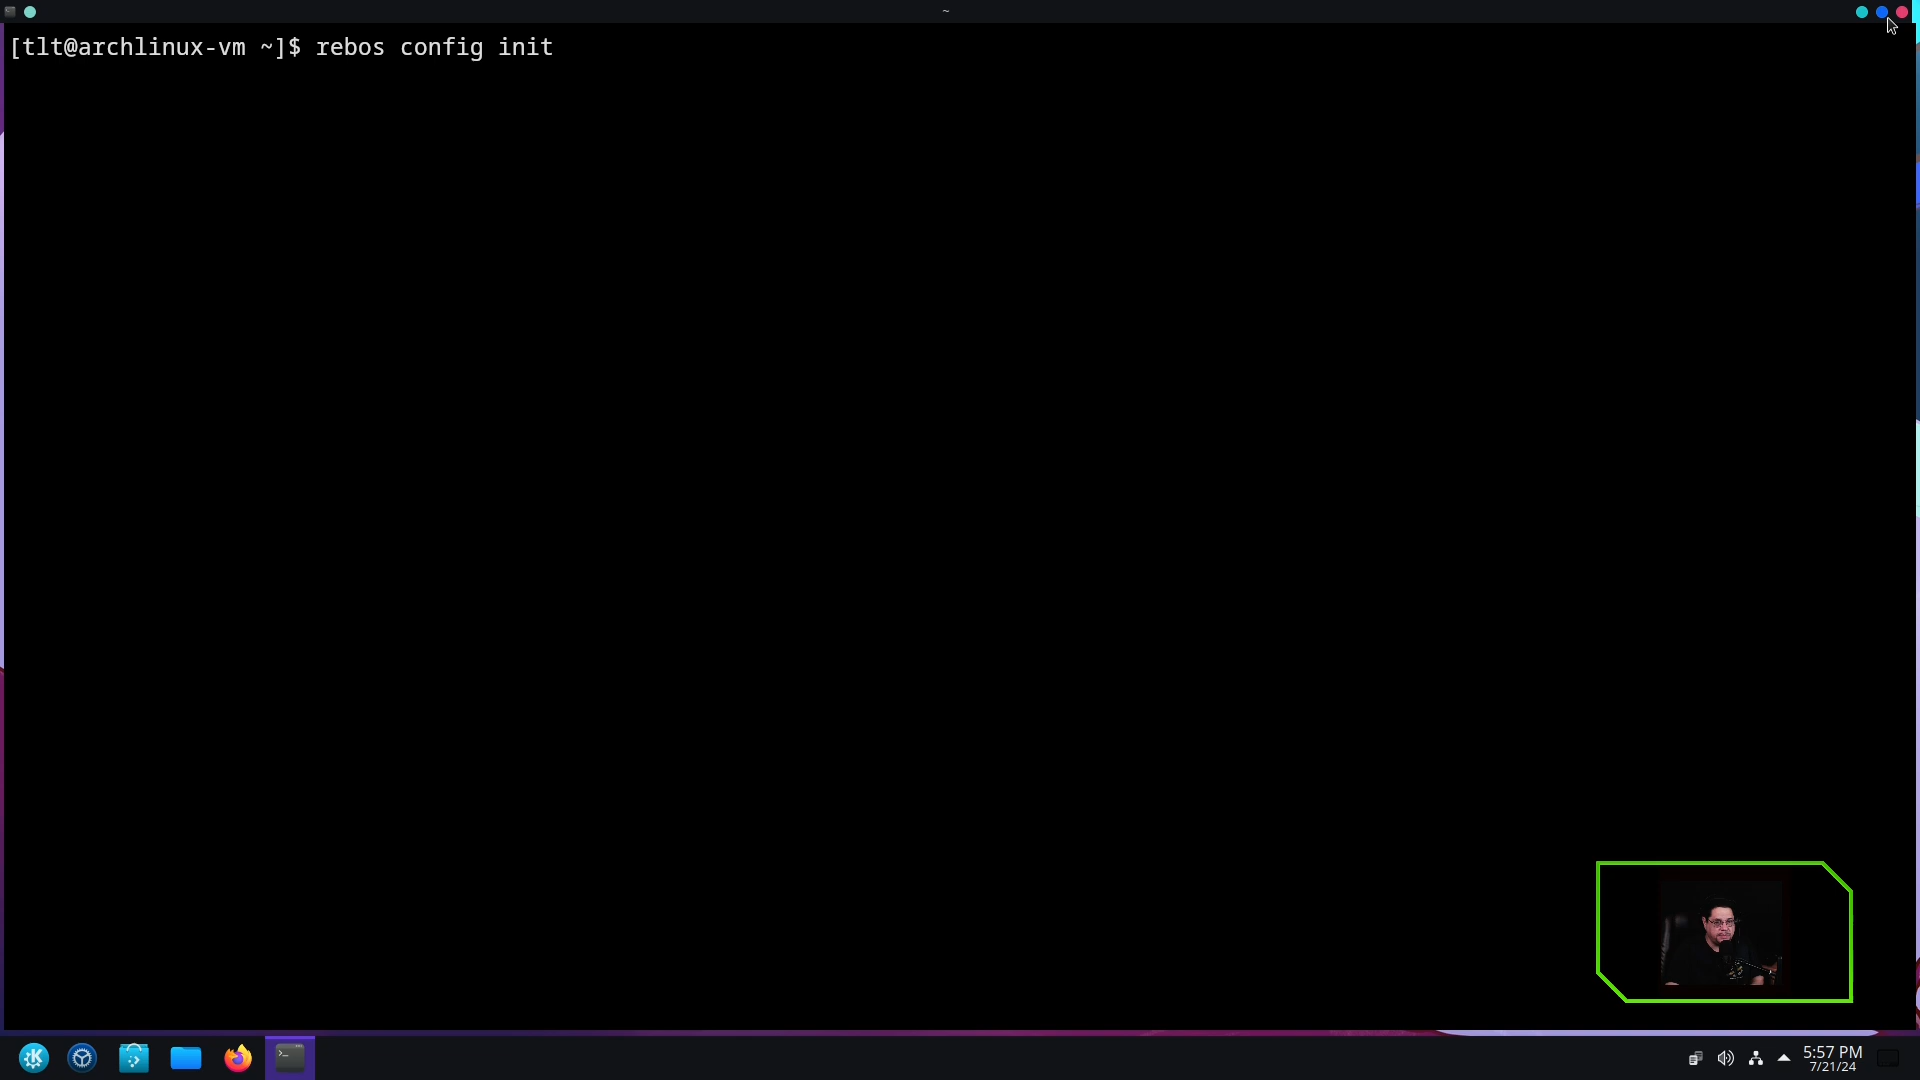 ~
[tlt@archlinux-vm ~]$ rebos config init
5:57 PM
7/21/24